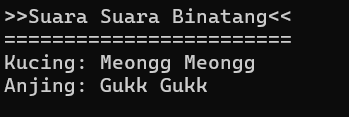 >>Suara Suara Binatang<<
========================
Kucing: Meongg Meongg
Anjing: Gukk Gukk